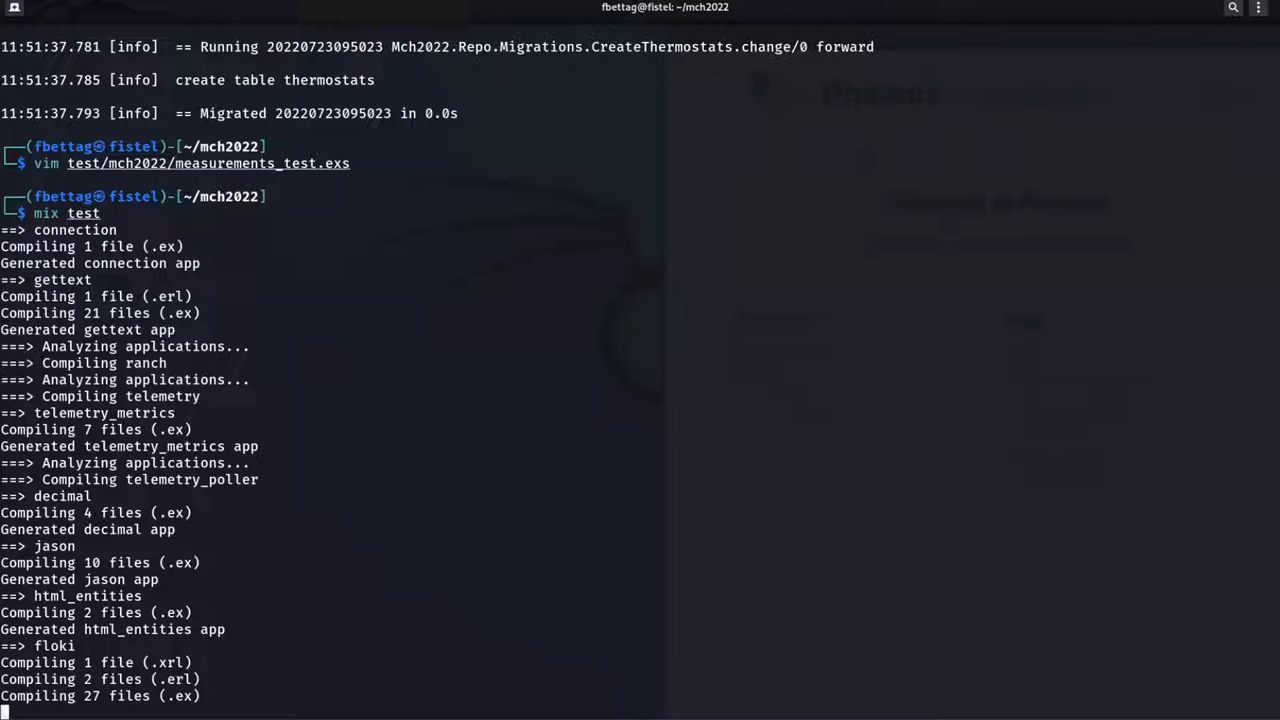 fbettag@fistel: ~/mch2022
11:51:37.781 [info]  == Running 20220723095023 Mch2022.Repo.Migrations.CreateThermostats.change/0 forward
11:51:37.785 [info]  create table thermostats
11:51:37.793 [info]  == Migrated 20220723095023 in 0.0s
┌──(fbettag㉿fistel)-[~/mch2022]
└─$ vim test/mch2022/measurements_test.exs
┌──(fbettag㉿fistel)-[~/mch2022]
└─$ mix test
==> connection
Compiling 1 file (.ex)
Generated connection app
==> gettext
Compiling 1 file (.erl)
Compiling 21 files (.ex)
Generated gettext app
===> Analyzing applications...
===> Compiling ranch
===> Analyzing applications...
===> Compiling telemetry
==> telemetry_metrics
Compiling 7 files (.ex)
Generated telemetry_metrics app
===> Analyzing applications...
===> Compiling telemetry_poller
==> decimal
Compiling 4 files (.ex)
Generated decimal app
==> jason
Compiling 10 files (.ex)
Generated jason app
==> html_entities
Compiling 2 files (.ex)
Generated html_entities app
==> floki
Compiling 1 file (.xrl)
Compiling 2 files (.erl)
Compiling 27 files (.ex)